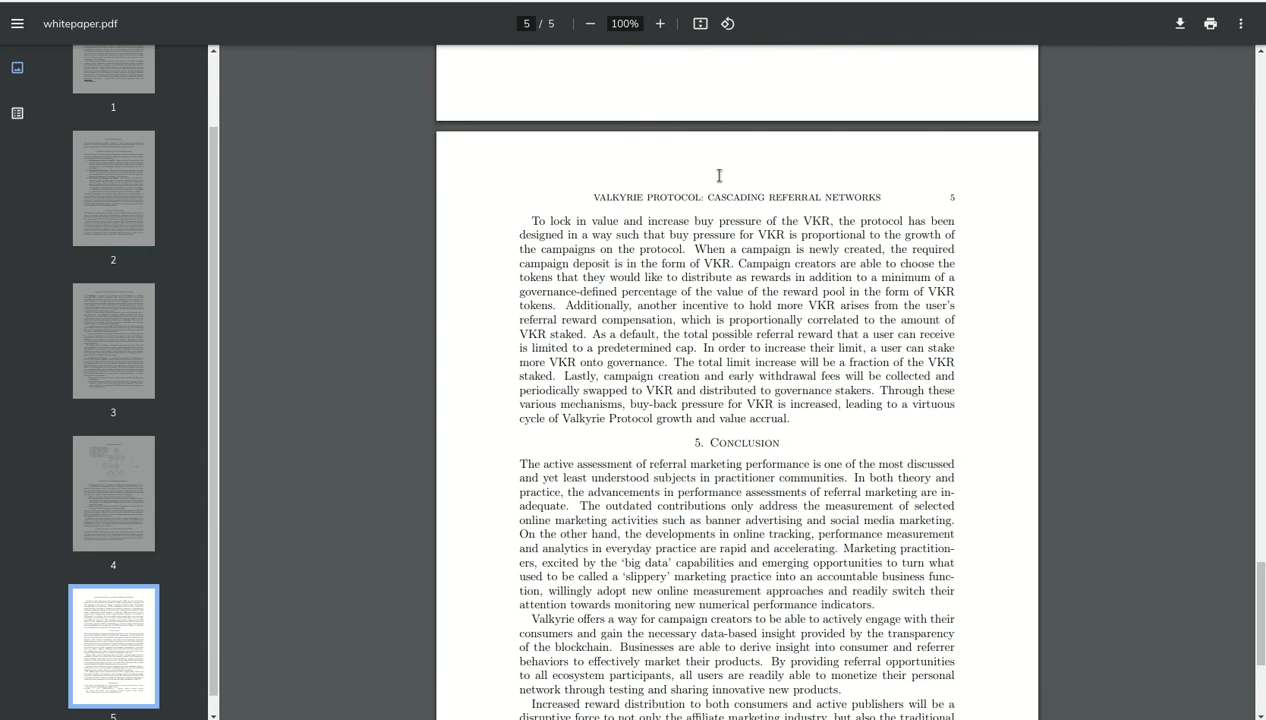 whitepaper.pdf
5 / 5
100%
1
2
3
4
5
VALKYRIE PROTOCOL: CASCADING REFERRAL NETWORKS 5
To lock in value and increase buy pressure of the VKR, the protocol has been
designed in a way such that buy pressure for VKR is proportional to the growth of
the campaigns on the protocol. When a campaign is newly created, the required
campaign deposit is in the form of VKR. Campaign creators are able to choose the
tokens that they would like to distribute as rewards in addition to a minimum of a
governance-defined percentage of the value of the reward pool in the form of VKR
tokens. Additionally, another incentive to hold more VKR arises from the user's
referral reward compensation, which is proportionally correlated to the amount of
VKR staked. As a default, the total possible referral reward that a user can receive
is limited to a predetermined cap. In order to increase their limit, a user can stake
more VKR onto governance. The total limit increase will be a fraction of the VKR
staked. Lastly, campaign creation and early withdrawal fees will be collected and
periodically swapped to VKR and distributed to governance stakers. Through these
various mechanisms, buy-back pressure for VKR is increased, leading to a virtuous
cycle of Valkyrie Protocol growth and value accrual.
5. CONCLUSION
The active assessment of referral marketing performance is one of the most discussed
and yet least understood subjects in practitioner communities. In both theory and
practice, the advancements in performance assessments of referral marketing are in-
adequate. The outdated contributions only address the measurement of selected
online marketing activities such as banner advertising and social media marketing.
On the other hand, the developments in online tracking, performance measurement
and analytics in everyday practice are rapid and accelerating. Marketing practition-
ers, excited by the 'big data' capabilities and emerging opportunities to turn what
used to be called a 'slippery' marketing practice into an accountable business func-
tion, willingly adopt new online measurement approaches and readily switch their
attention towards monitoring new market performance indicators.
Valkyrie offers a way for campaign creators to be able to actively engage with their
consumers and gain the necessary data-based insight provided by the transparency
of the blockchain. Businesses are able to derive insight into consumer and referrer
behaviors to effectively market their products. By providing referral opportunities
to all ecosystem participants, all users are readily able to monetize their personal
network through testing and sharing innovative new products.
Increased reward distribution to both consumers and active publishers will be a
disruptive force to not only the affiliate marketing industry, but also the traditional